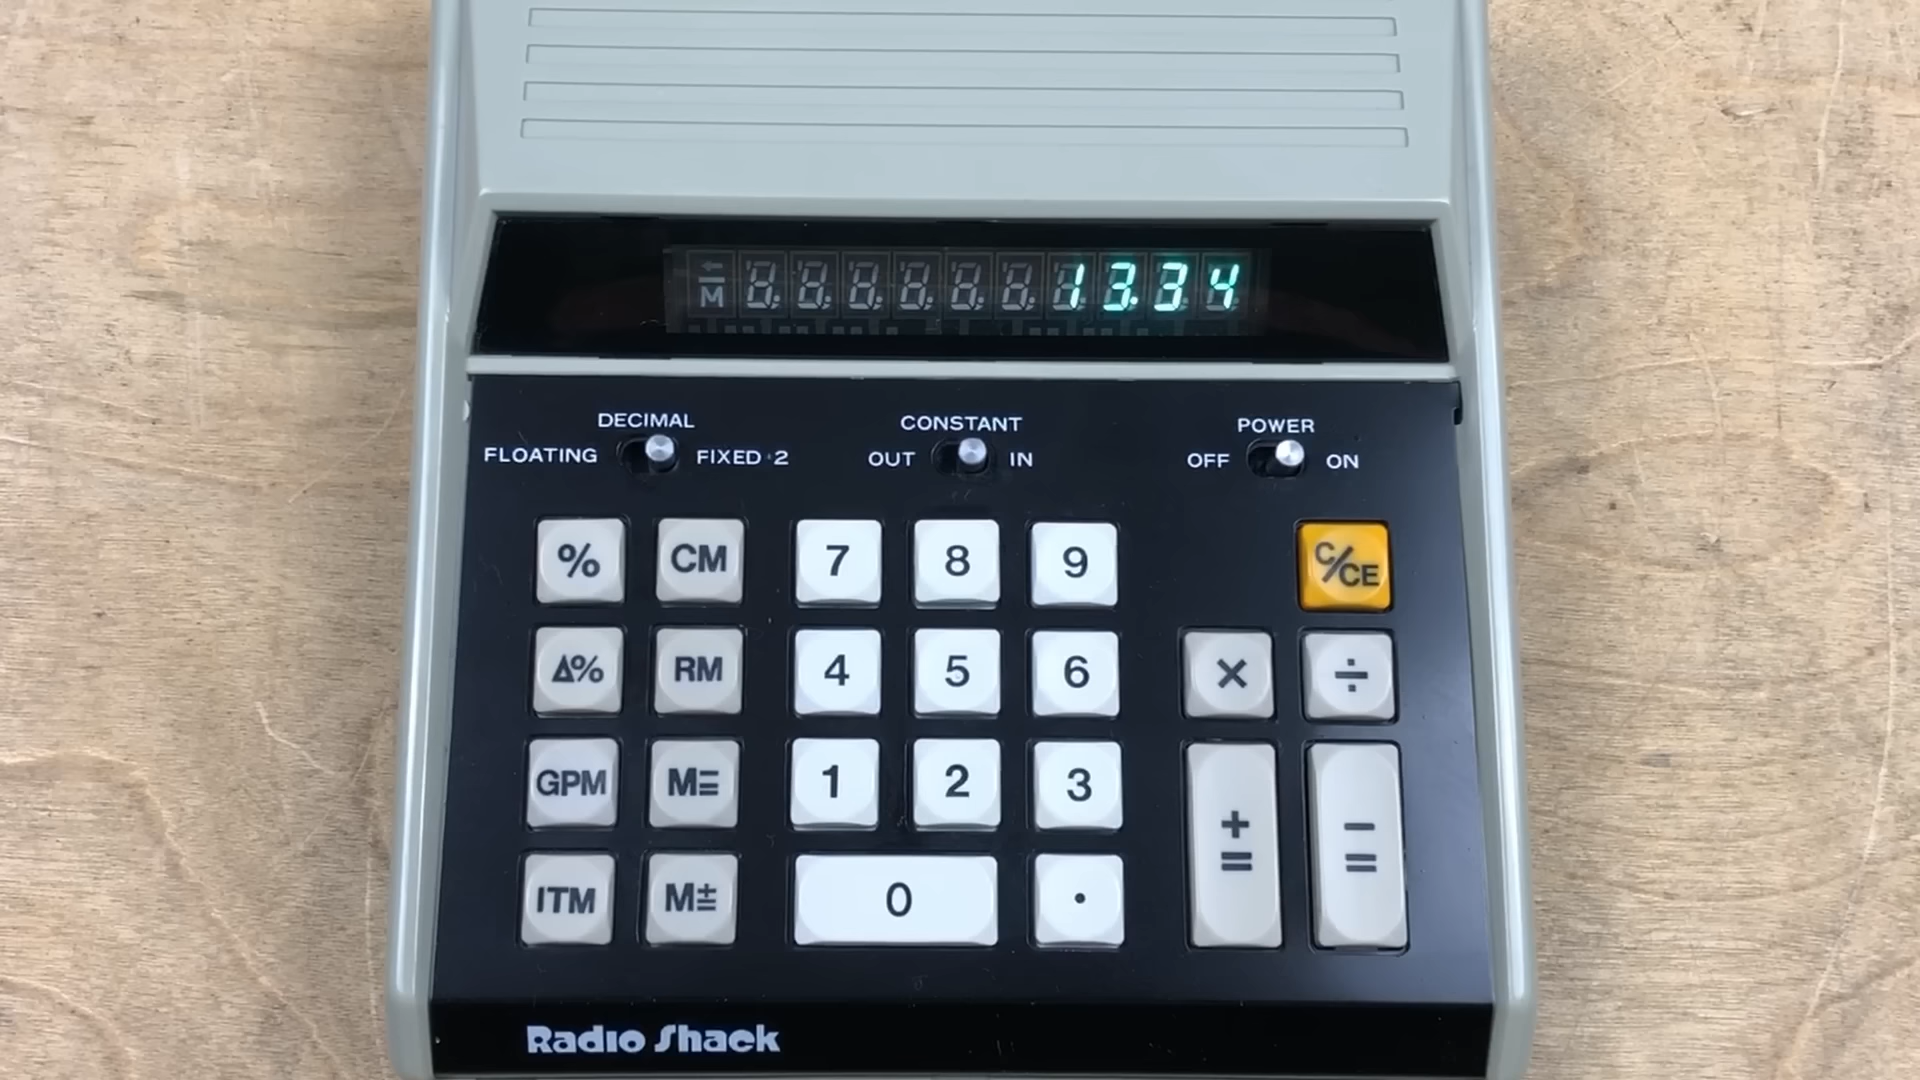 M 13.34
DECIMAL CONSTANT POWER
FLOATING FIXED·2 OUT IN OFF ON
% CM 7 8 9 C/CE
Δ% RM 4 5 6 × ÷
GPM M= 1 2 3 += −=
ITM M± 0 .
Radio Shack